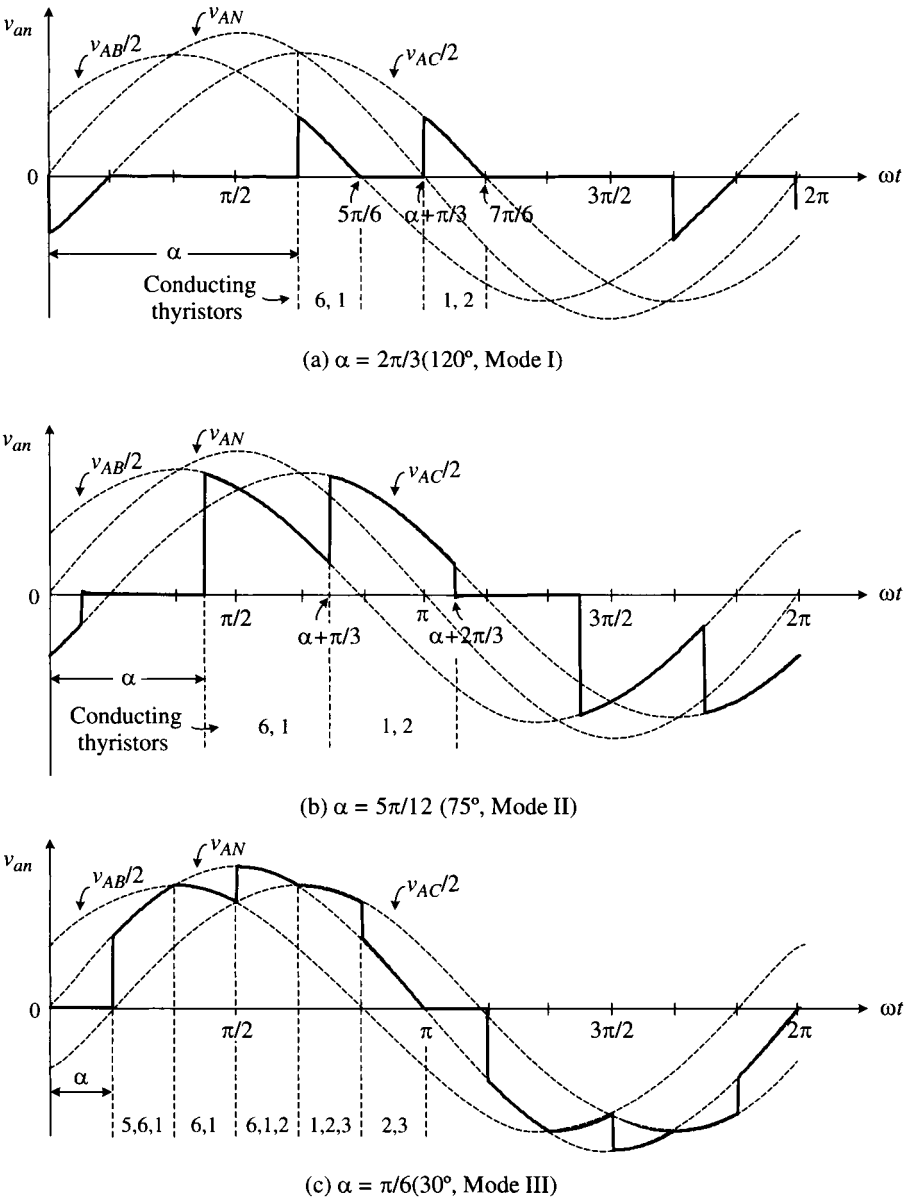 v_an
v_AN
v_AB/2
v_AC/2
0
π/2
5π/6
α+π/3
7π/6
3π/2
2π
ωt
α
Conducting
thyristors
6, 1
1, 2
(a) α = 2π/3(120º, Mode I)
v_an
v_AN
v_AB/2
v_AC/2
0
π/2
α+π/3
π
α+2π/3
3π/2
2π
ωt
α
Conducting
thyristors
6, 1
1, 2
(b) α = 5π/12 (75º, Mode II)
v_an
v_AN
v_AB/2
v_AC/2
0
π/2
π
3π/2
2π
ωt
α
5,6,1
6,1
6,1,2
1,2,3
2,3
(c) α = π/6(30º, Mode III)